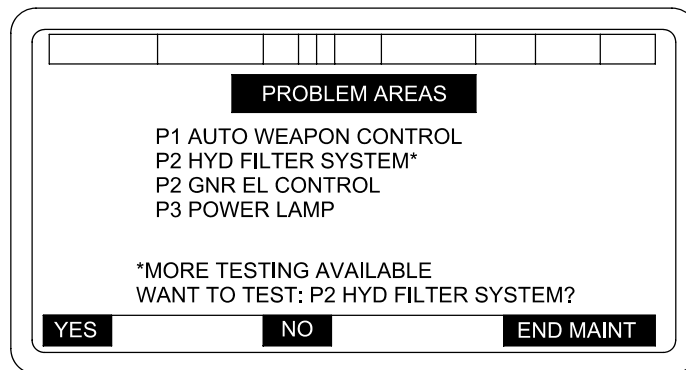 PROBLEM AREAS
P1 AUTO WEAPON CONTROL
P2 HYD FILTER SYSTEM*
P2 GNR EL CONTROL
P3 POWER LAMP
*MORE TESTING AVAILABLE
WANT TO TEST: P2 HYD FILTER SYSTEM?
YES NO END MAINT